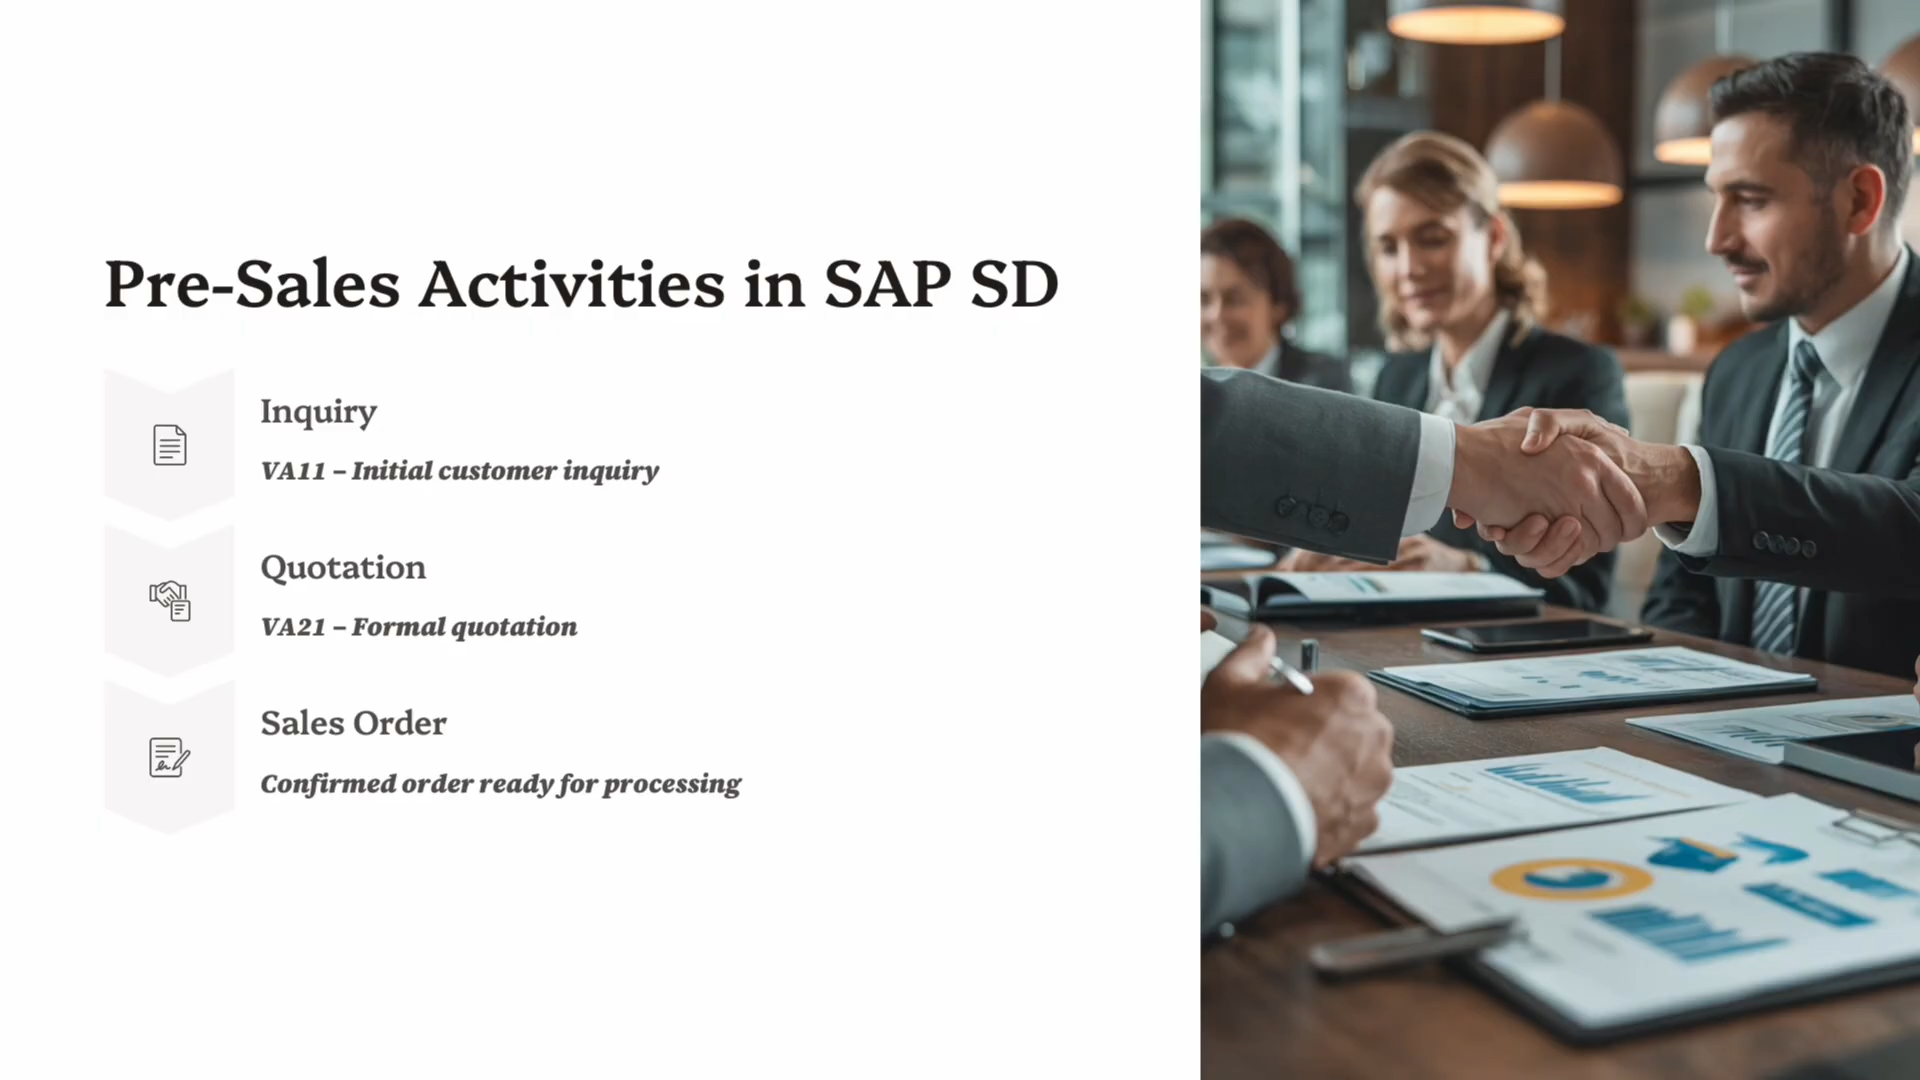 Pre-Sales Activities in SAP SD
Inquiry
VA11 – Initial customer inquiry
Quotation
VA21 – Formal quotation
Sales Order
Confirmed order ready for processing